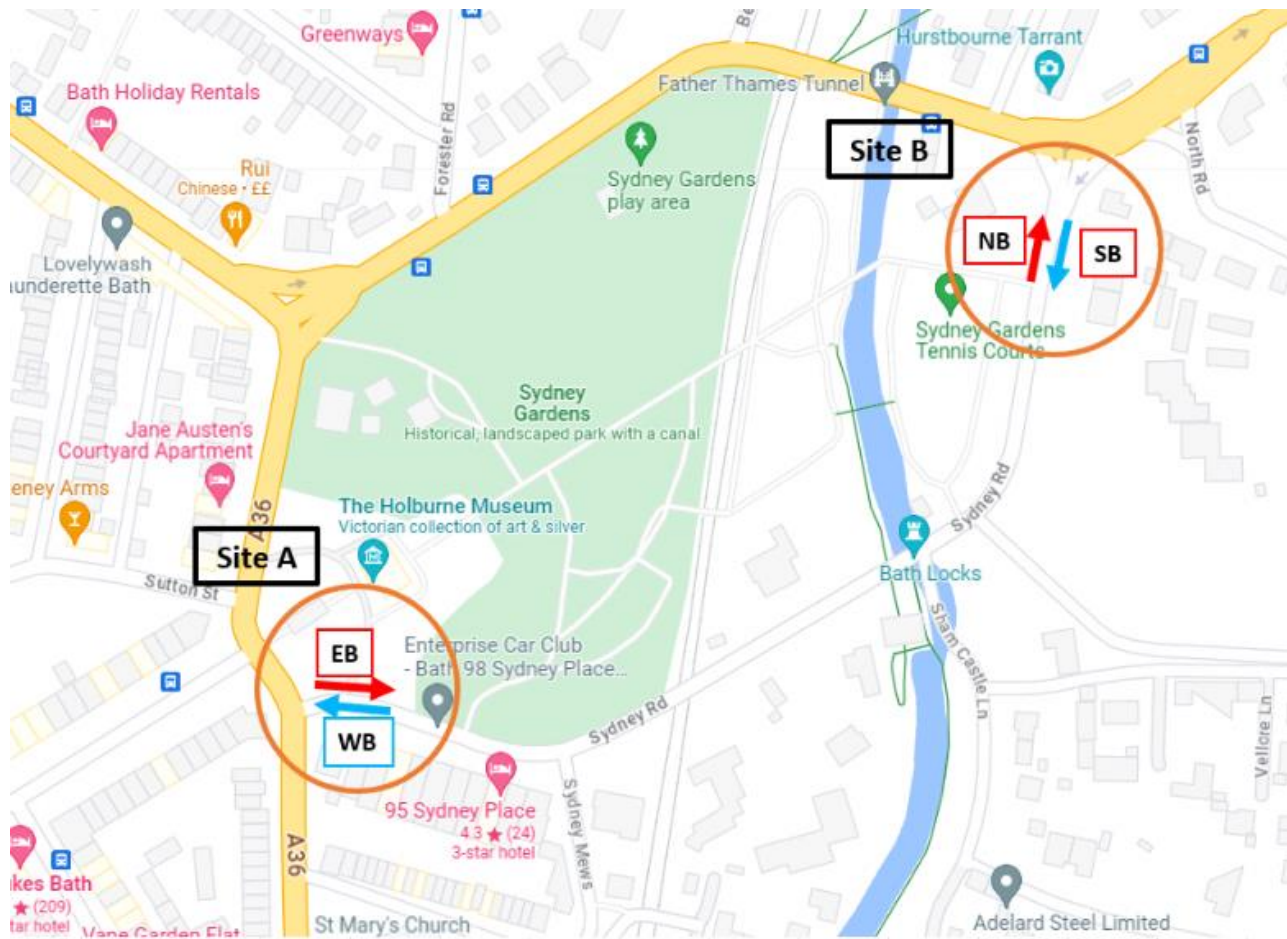 Greenways
Be
Hurstbourne Tarrant
Father Thames Tunnel
Bath Holiday Rentals
Forester Rd
Site B
North Rd
Rui
Chinese • ££
Sydney Gardens
play area
NB
SB
Lovelywash
aunderette Bath
Sydney Gardens
Tennis Courts
Sydney
Gardens
Historical, landscaped park with a canal
Jane Austen's
Courtyard Apartment
eney Arms
A36
The Holburne Museum
Victorian collection of art & silver
Sydney Rd
Site A
Bath Locks
Sutton St
Sham Castle Ln
EB
Enterprise Car Club
- Bath 98 Sydney Place...
WB
Sydney Rd
Vellore Ln
95 Sydney Place
4.3 ★ (24)
3-star hotel
Sydney Mews
A36
kes Bath
★ (209)
tar hotel
Vane Garden Flat
St Mary's Church
Adelard Steel Limited